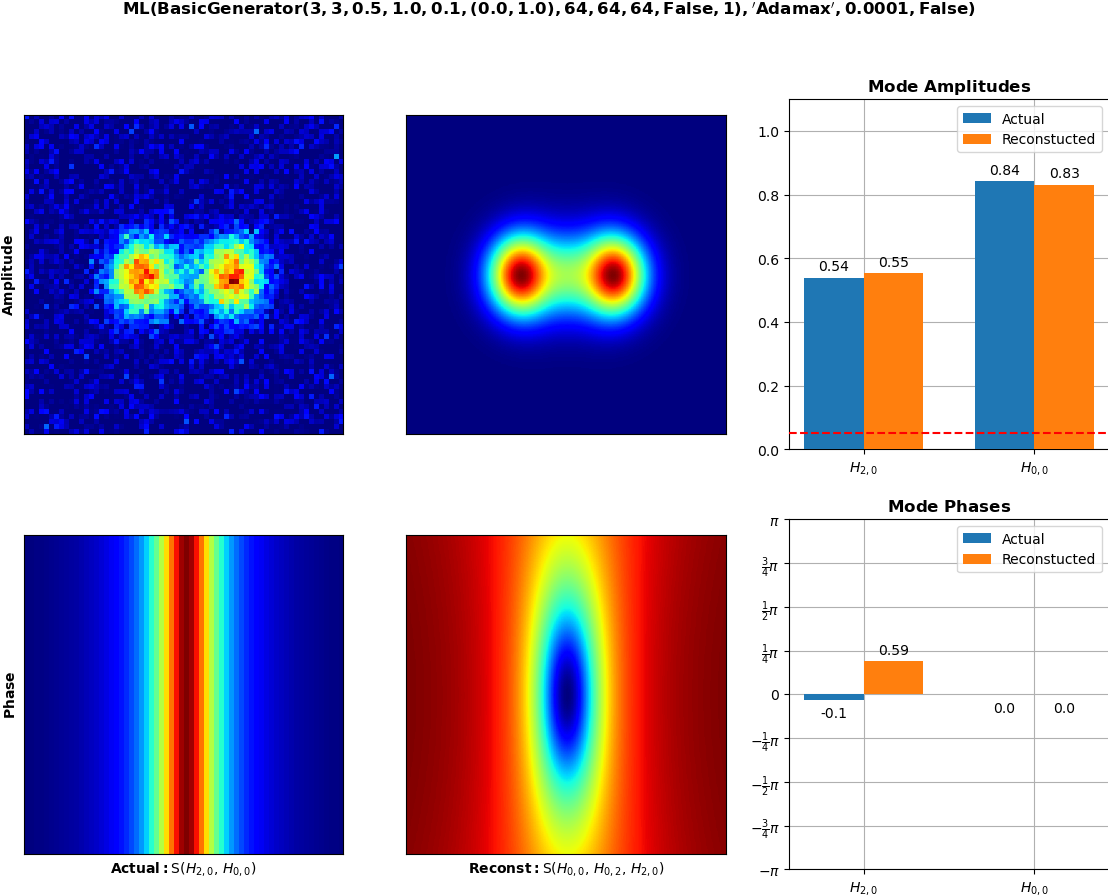 ML(BasicGenerator(3, 3, 0.5, 1.0, 0.1, (0.0, 1.0), 64, 64, 64, False, 1), 'Adamax', 0.0001, False)
Amplitude
Mode Amplitudes
Actual
Reconstucted
1.0
0.8
0.6
0.4
0.2
0.0
0.54
0.55
0.84
0.83
H2,0
H0,0
Phase
Actual: S(H2,0, H0,0)
Reconst: S(H0,0, H0,2, H2,0)
Mode Phases
Actual
Reconstucted
π
3/4π
1/2π
1/4π
0
−1/4π
−1/2π
−3/4π
−π
-0.1
0.59
0.0
0.0
H2,0
H0,0